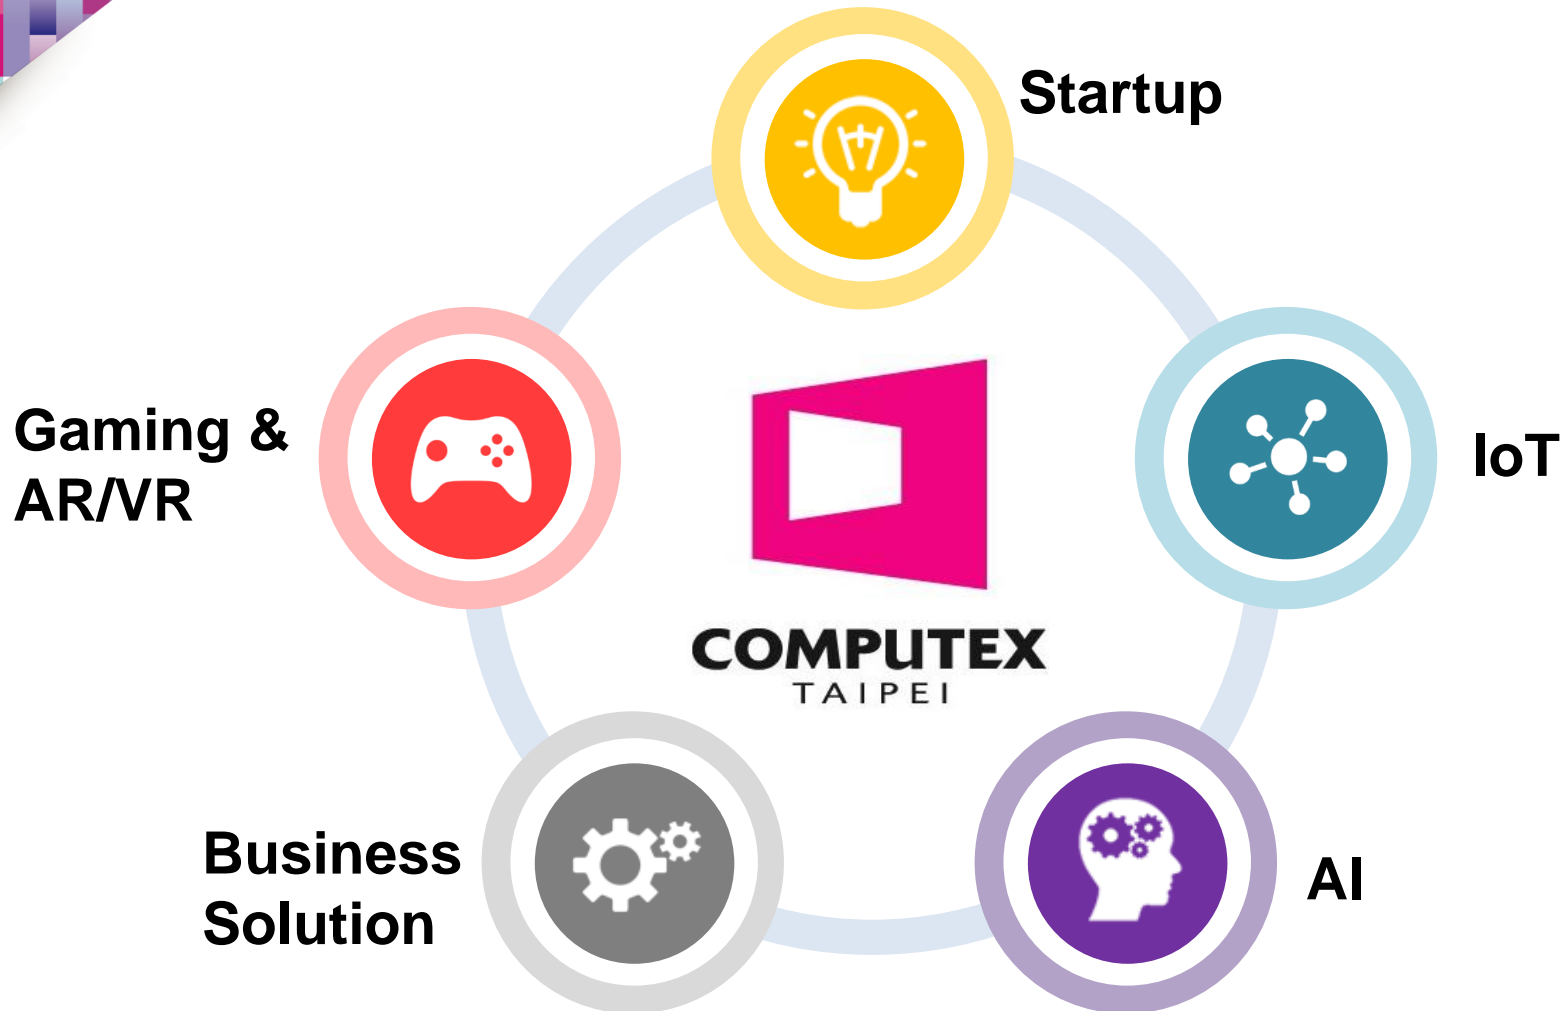 Startup
Gaming &
AR/VR
IoT
COMPUTEX
TAIPEI
Business
Solution
AI